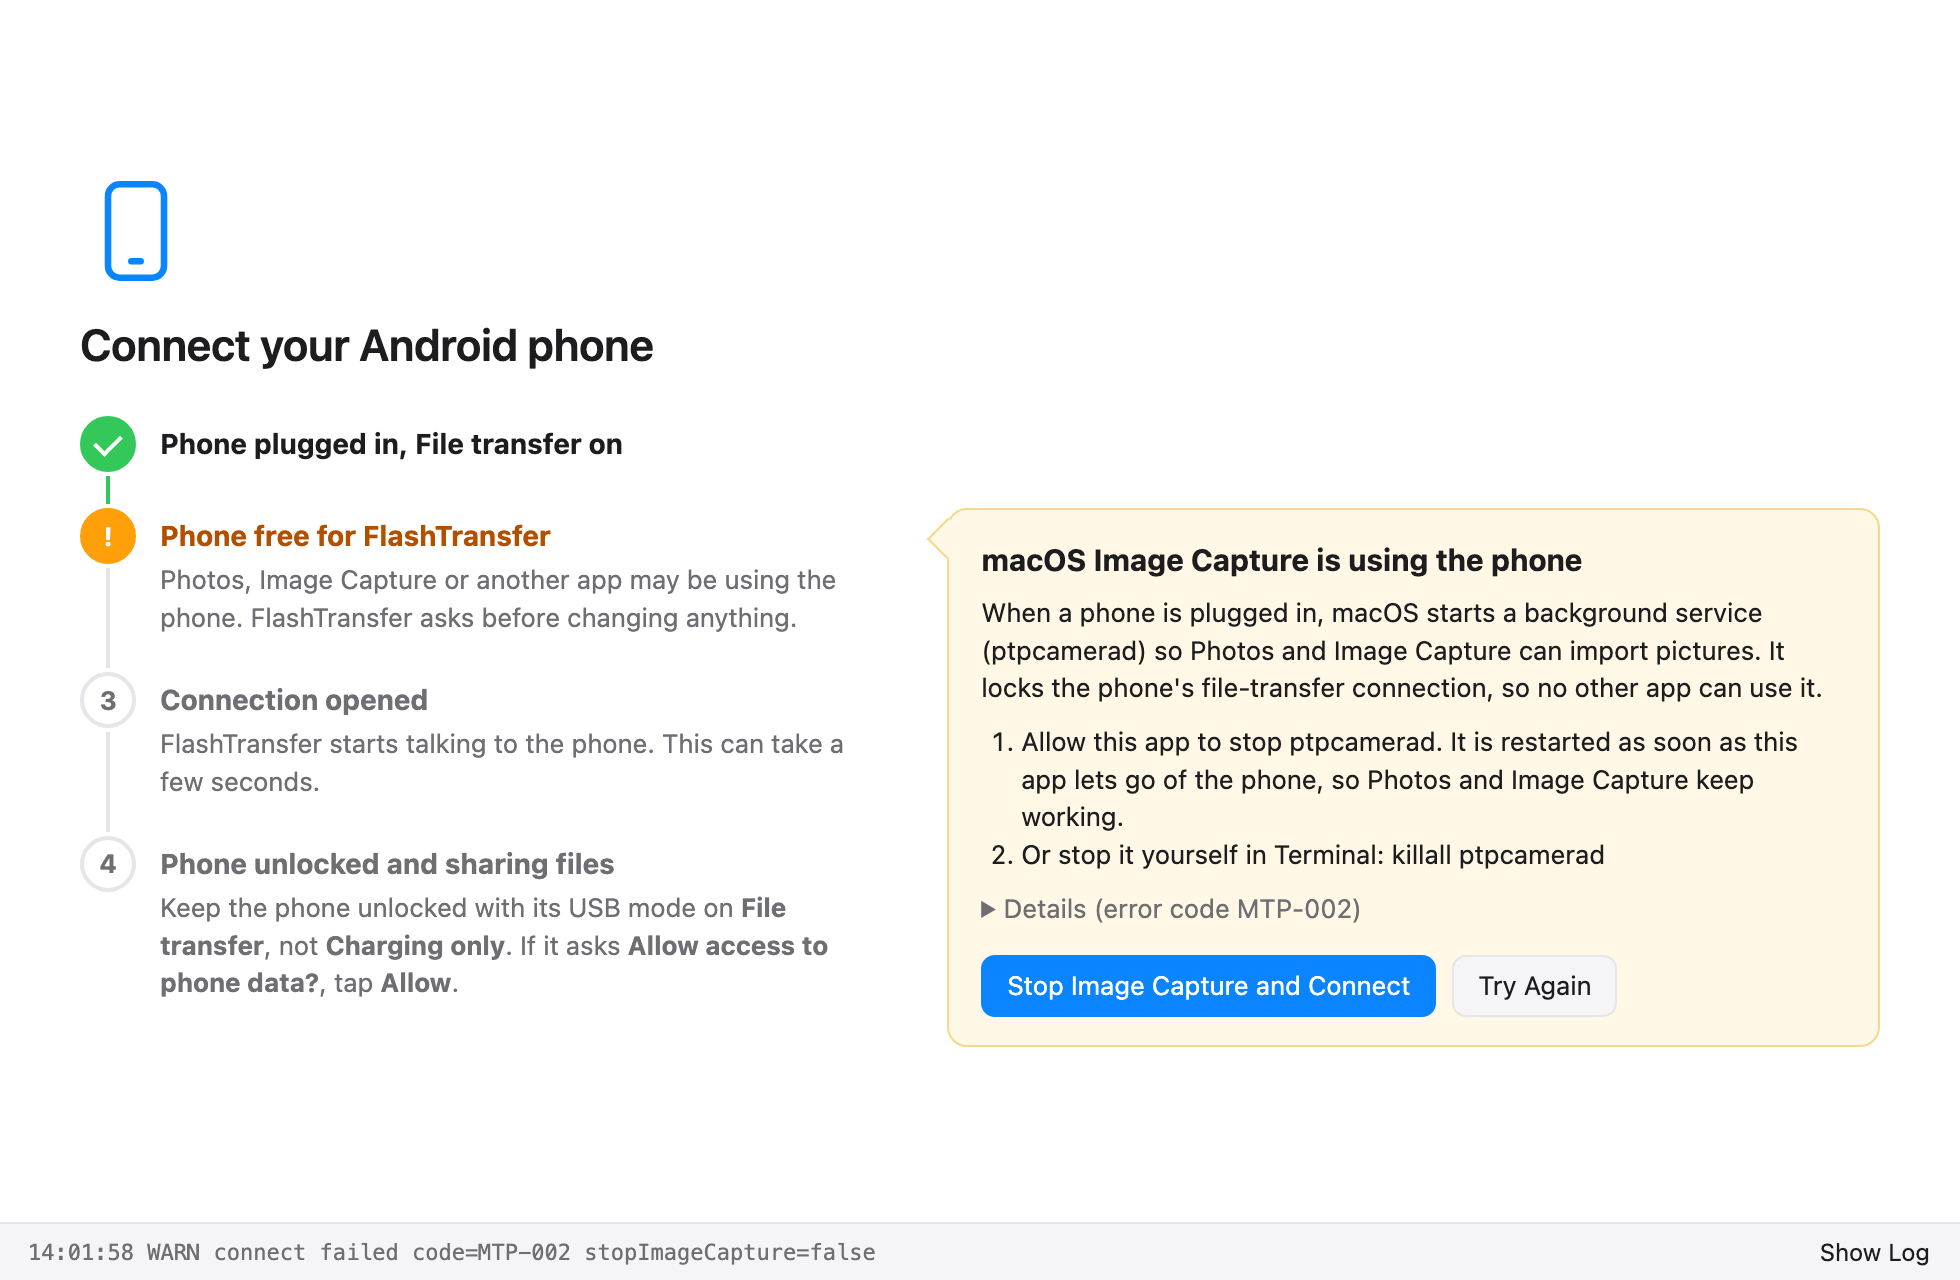 Connect your Android phone
Phone plugged in, File transfer on
!
Phone free for FlashTransfer
Photos, Image Capture or another app may be using the
phone. FlashTransfer asks before changing anything.
3
Connection opened
FlashTransfer starts talking to the phone. This can take a
few seconds.
4
Phone unlocked and sharing files
Keep the phone unlocked with its USB mode on File
transfer, not Charging only. If it asks Allow access to
phone data?, tap Allow.
macOS Image Capture is using the phone
When a phone is plugged in, macOS starts a background service
(ptpcamerad) so Photos and Image Capture can import pictures. It
locks the phone's file-transfer connection, so no other app can use it.
1. Allow this app to stop ptpcamerad. It is restarted as soon as this
app lets go of the phone, so Photos and Image Capture keep
working.
2. Or stop it yourself in Terminal: killall ptpcamerad
Details (error code MTP-002)
Stop Image Capture and Connect
Try Again
14:01:58 WARN connect failed code=MTP-002 stopImageCapture=false
Show Log